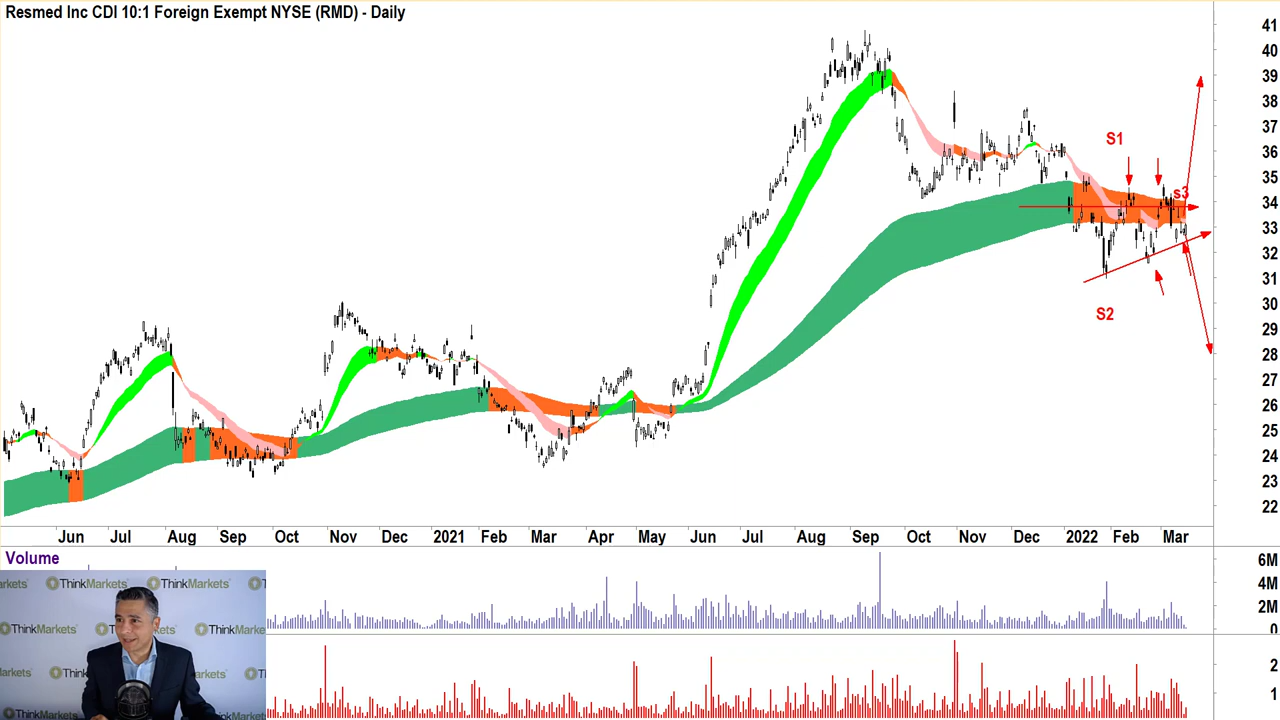 Resmed Inc CDI 10:1 Foreign Exempt NYSE (RMD) - Daily
41
40
39
38
37
36
35
34
33
32
31
30
29
28
27
26
25
24
23
22
S1
s3
S2
Jun Jul Aug Sep Oct Nov Dec 2021 Feb Mar Apr May Jun Jul Aug Sep Oct Nov Dec 2022 Feb Mar
Volume
6M
4M
2M
0
2
1
arkets ThinkMarkets ThinkMarkets
ThinkMarkets ThinkMarkets
arkets ThinkMarkets
ThinkMarkets